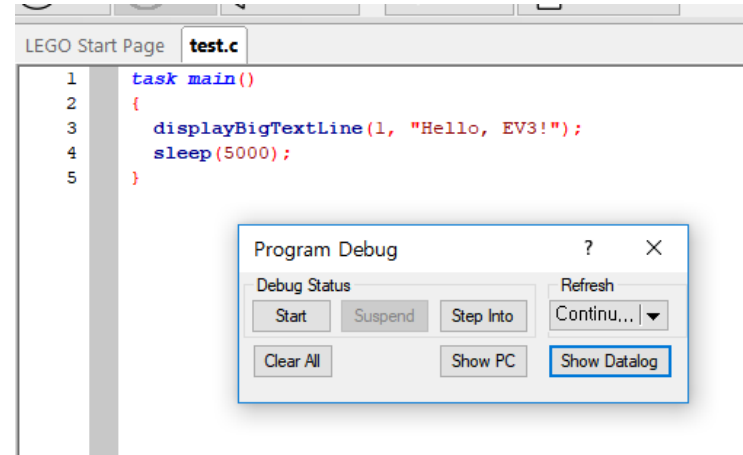 LEGO Start Page test.c
1 task main()
2 {
3 displayBigTextLine(1, "Hello, EV3!");
4 sleep(5000);
5 }
Program Debug ? ×
Debug Status Refresh
Start Suspend Step Into Continu...
Clear All Show PC Show Datalog